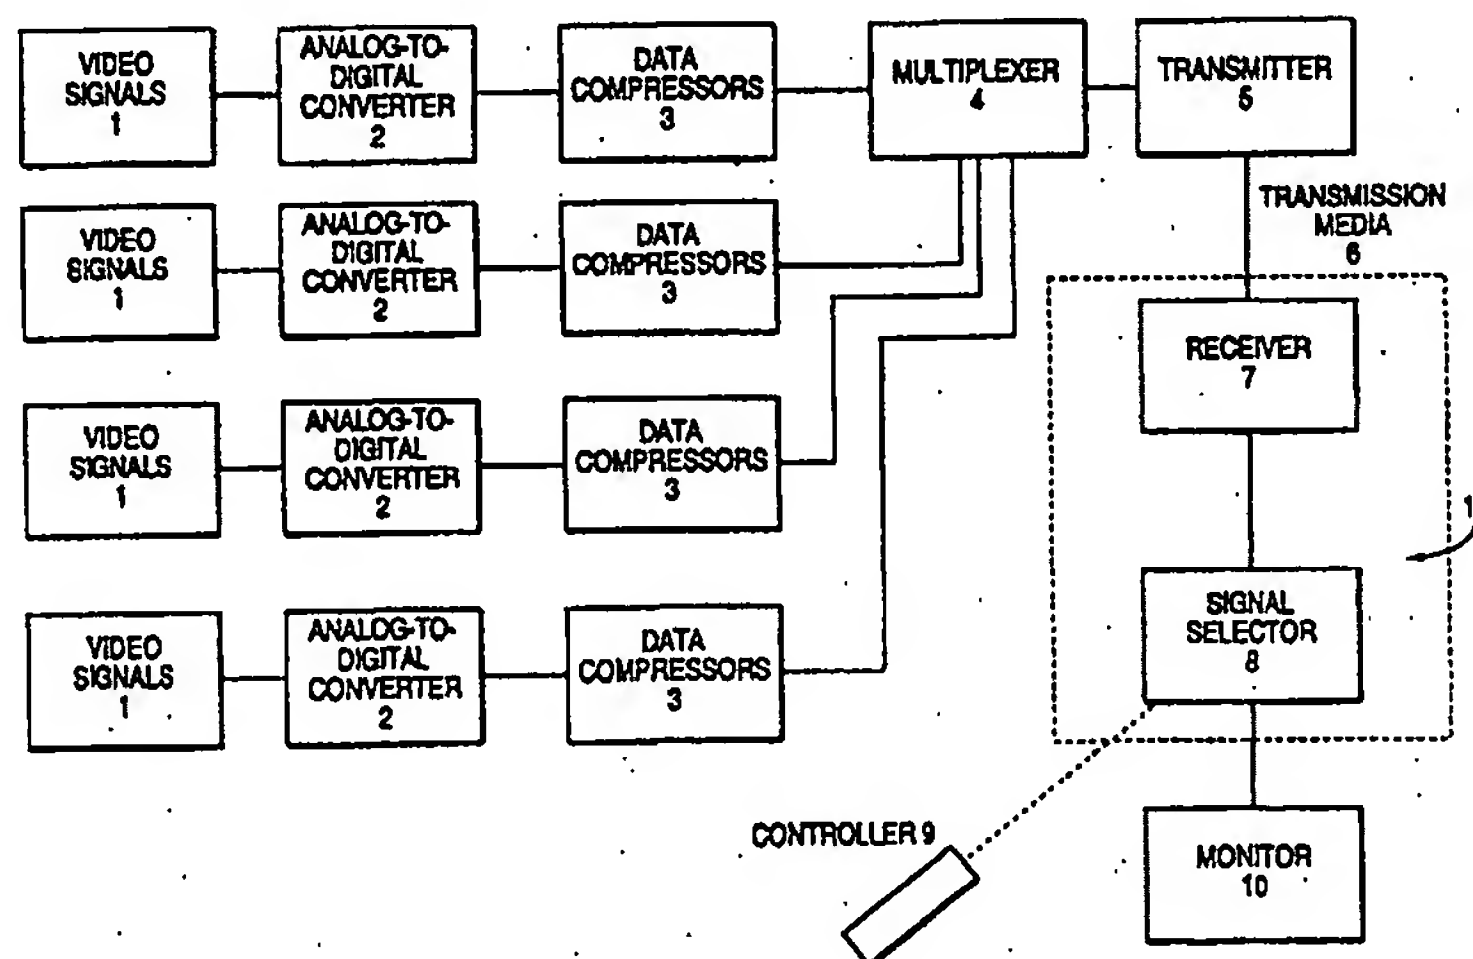 VIDEO
SIGNALS
1
ANALOG-TO-
DIGITAL
CONVERTER
2
DATA
COMPRESSORS
3
MULTIPLEXER
4
TRANSMITTER
5
TRANSMISSION
MEDIA
6
VIDEO
SIGNALS
1
ANALOG-TO-
DIGITAL
CONVERTER
2
DATA
COMPRESSORS
3
RECEIVER
7
VIDEO
SIGNALS
1
ANALOG-TO-
DIGITAL
CONVERTER
2
DATA
COMPRESSORS
3
VIDEO
SIGNALS
1
ANALOG-TO-
DIGITAL
CONVERTER
2
DATA
COMPRESSORS
3
SIGNAL
SELECTOR
8
CONTROLLER 9
MONITOR
10